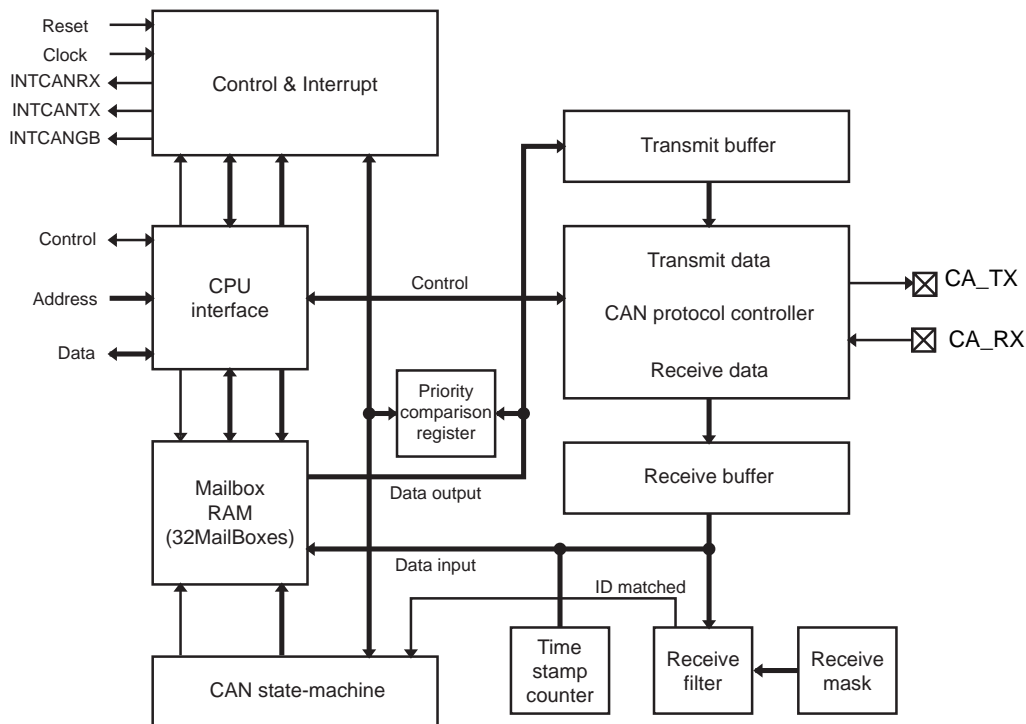 Reset
Clock
INTCANRX
INTCANTX
INTCANGB
Control & Interrupt
Transmit buffer
Control
Address
Data
CPU
interface
Control
Transmit data
CAN protocol controller
Receive data
CA_TX
CA_RX
Priority
comparison
register
Mailbox
RAM
(32MailBoxes)
Data output
Receive buffer
Data input
ID matched
Time
stamp
counter
Receive
filter
Receive
mask
CAN state-machine